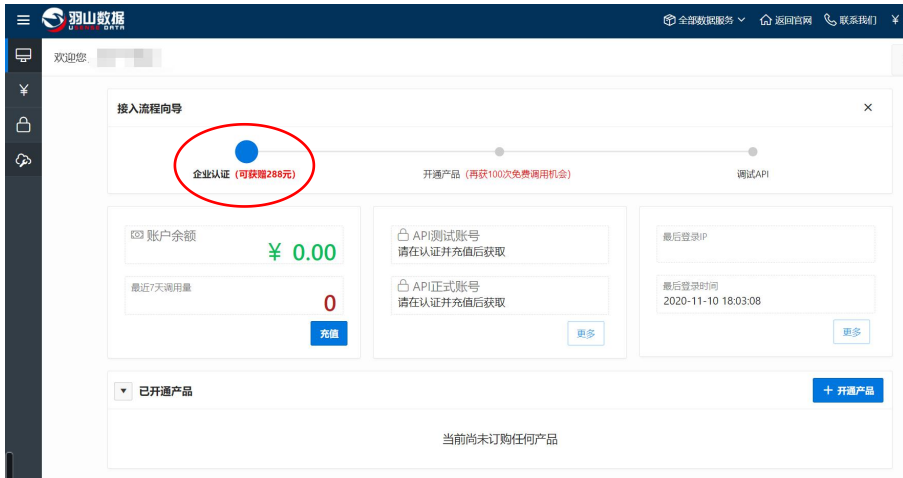 羽山数据
USENSE DATA
全部数据服务 返回官网 联系我们 ¥
欢迎您
¥
接入流程向导 ×
企业认证（可获赠288元） 开通产品（再获100次免费调用机会） 调试API
账户余额
¥ 0.00
最近7天调用量
0
充值
API测试账号
请在认证并充值后获取
API正式账号
请在认证并充值后获取
更多
最后登录IP
最后登录时间
2020-11-10 18:03:08
更多
已开通产品 + 开通产品
当前尚未订购任何产品